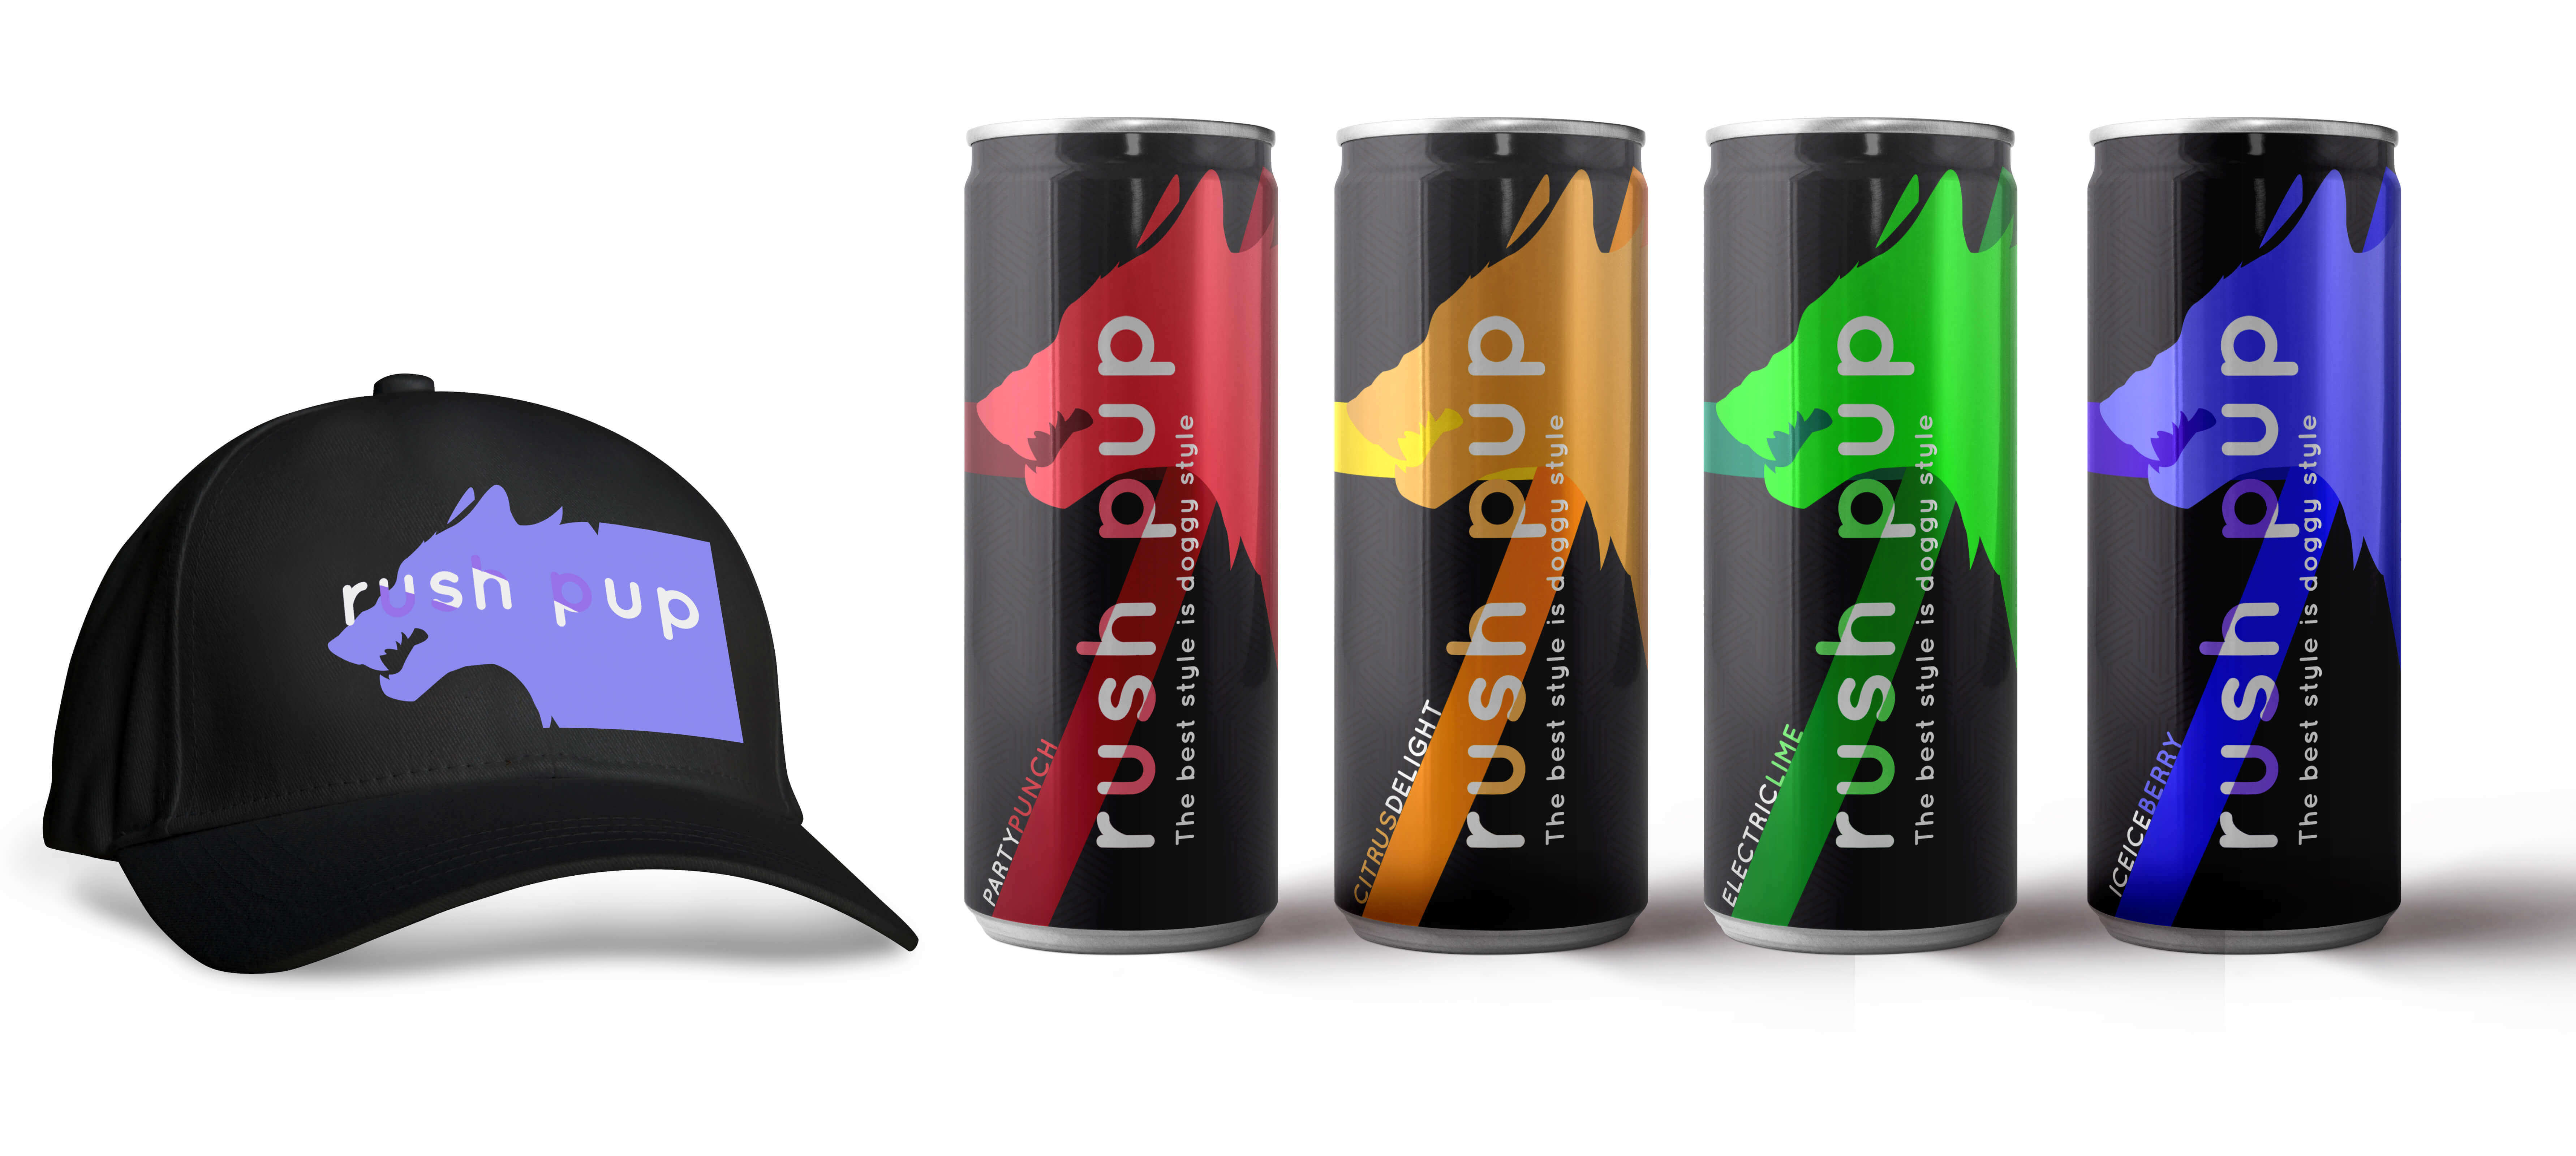 rush pup
PARTYPUNCH
rush pup
The best style is doggy style
CITRUSDELIGHT
rush pup
The best style is doggy style
ELECTRICLIME
rush pup
The best style is doggy style
ICEICEBERRY
rush pup
The best style is doggy style